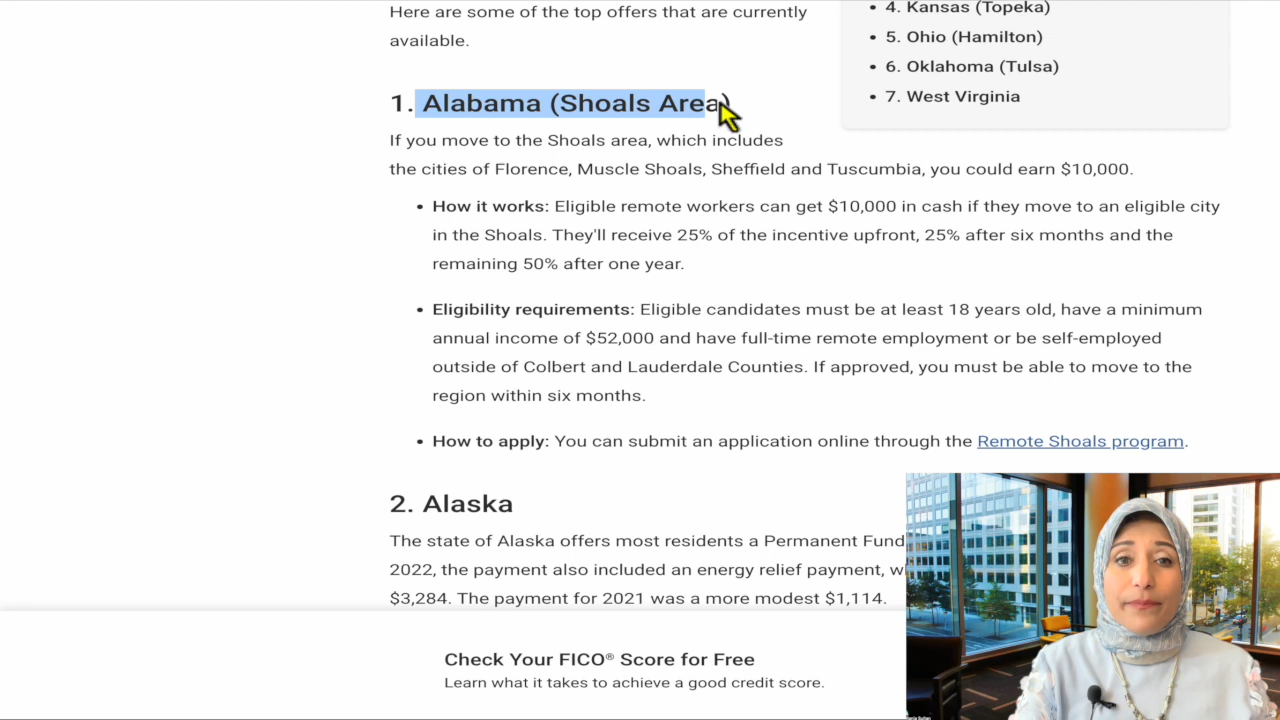 Here are some of the top offers that are currently
available.
4. Kansas (Topeka)
5. Ohio (Hamilton)
6. Oklahoma (Tulsa)
7. West Virginia
1. Alabama (Shoals Area)
If you move to the Shoals area, which includes
the cities of Florence, Muscle Shoals, Sheffield and Tuscumbia, you could earn $10,000.
• How it works: Eligible remote workers can get $10,000 in cash if they move to an eligible city
in the Shoals. They'll receive 25% of the incentive upfront, 25% after six months and the
remaining 50% after one year.
• Eligibility requirements: Eligible candidates must be at least 18 years old, have a minimum
annual income of $52,000 and have full-time remote employment or be self-employed
outside of Colbert and Lauderdale Counties. If approved, you must be able to move to the
region within six months.
• How to apply: You can submit an application online through the Remote Shoals program.
2. Alaska
The state of Alaska offers most residents a Permanent Fund
2022, the payment also included an energy relief payment, w
$3,284. The payment for 2021 was a more modest $1,114.
Check Your FICO® Score for Free
Learn what it takes to achieve a good credit score.